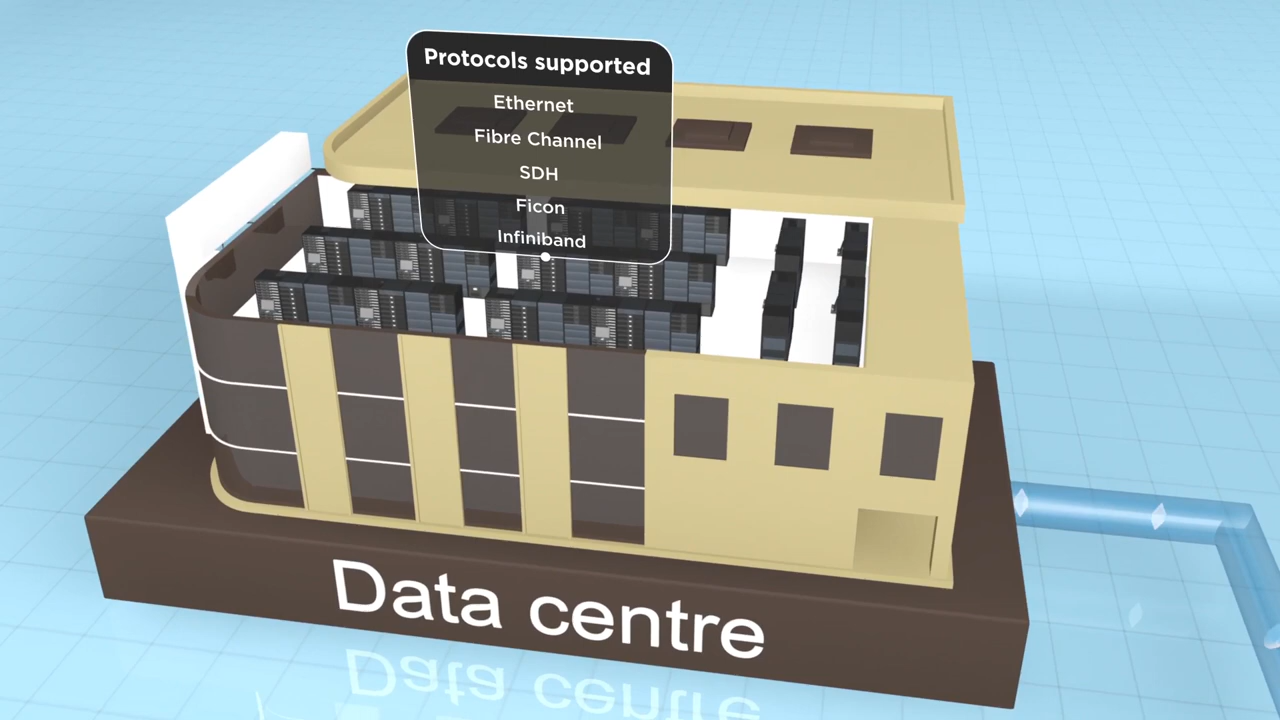 Protocols supported
Ethernet
Fibre Channel
SDH
Ficon
Infiniband
Data centre